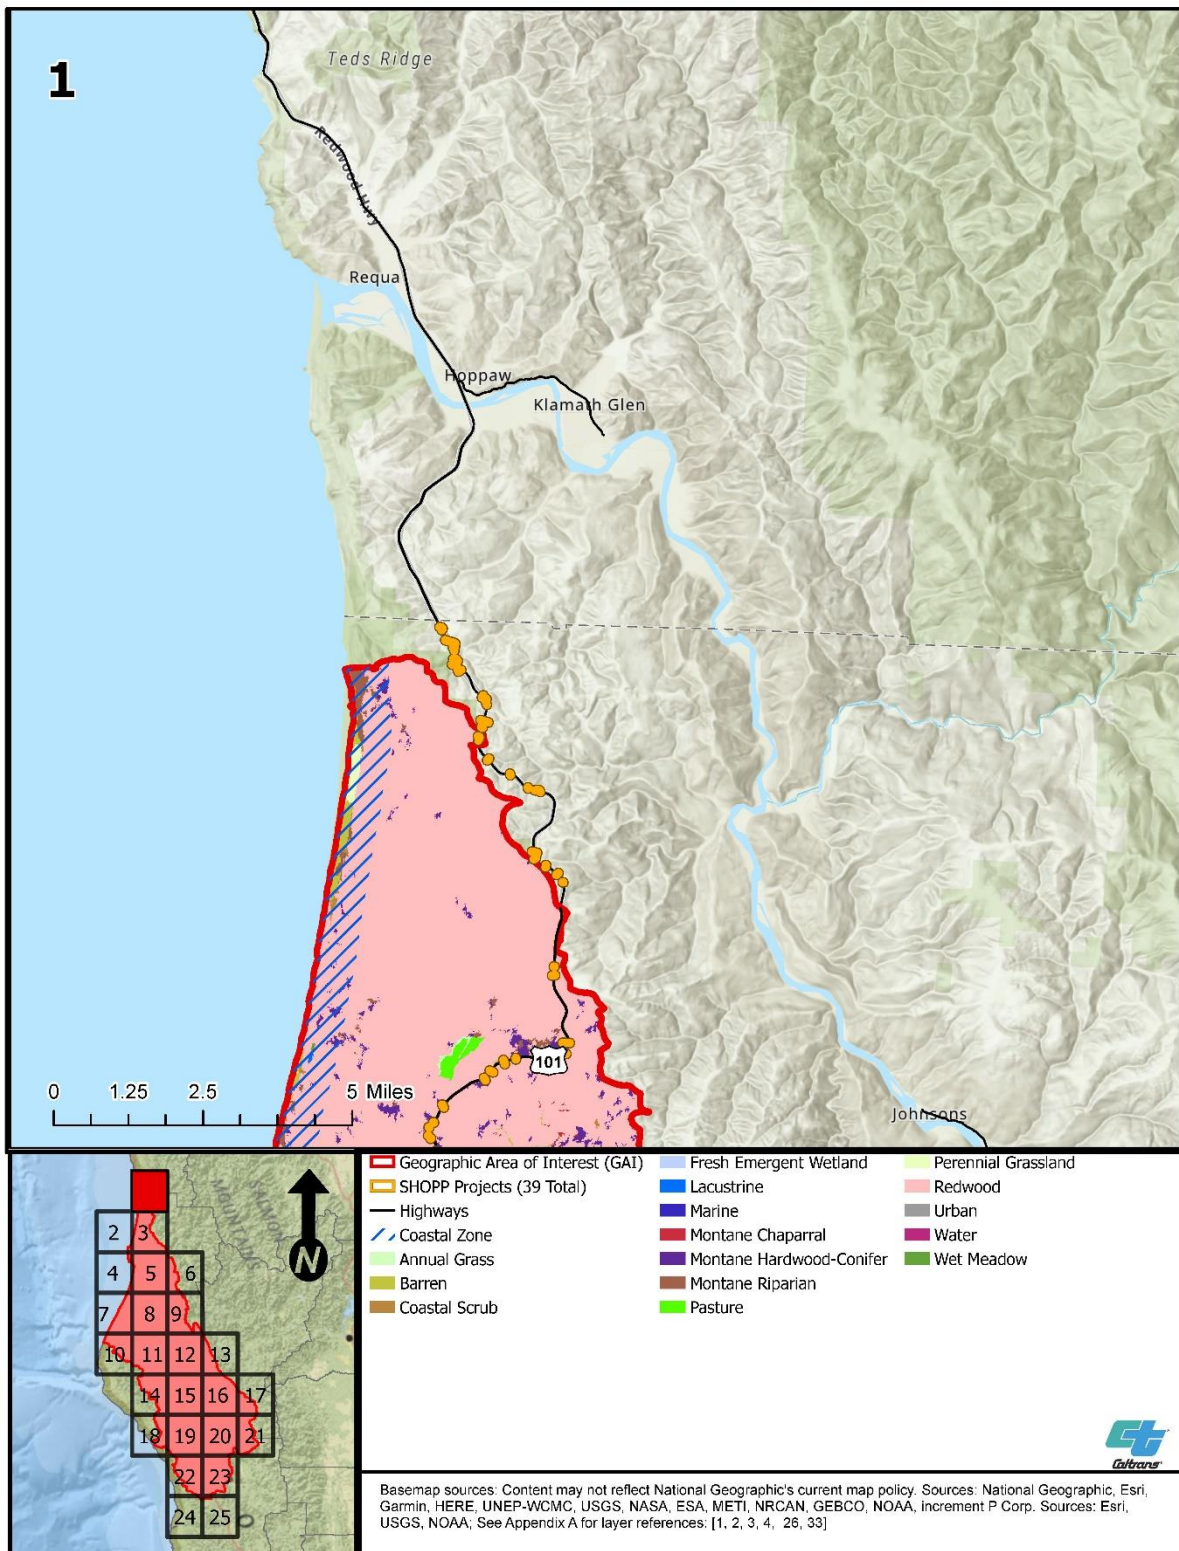 1
Teds Ridge
Redwood Hwy
Requa
Hoppaw
Klamath Glen
101
0 1.25 2.5 5 Miles
Johnsons
MOUNTAINS
SALMON
2 3
4 5 6
7 8 9
10 11 12 13
14 15 16 17
18 19 20 21
22 23
24 25
N
Geographic Area of Interest (GAI)
SHOPP Projects (39 Total)
Highways
Coastal Zone
Annual Grass
Barren
Coastal Scrub
Fresh Emergent Wetland
Lacustrine
Marine
Montane Chaparral
Montane Hardwood-Conifer
Montane Riparian
Pasture
Perennial Grassland
Redwood
Urban
Water
Wet Meadow
ct
Caltrans
Basemap sources: Content may not reflect National Geographic's current map policy. Sources: National Geographic, Esri,
Garmin, HERE, UNEP-WCMC, USGS, NASA, ESA, METI, NRCAN, GEBCO, NOAA, increment P Corp. Sources: Esri,
USGS, NOAA; See Appendix A for layer references: [1, 2, 3, 4, 26, 33]